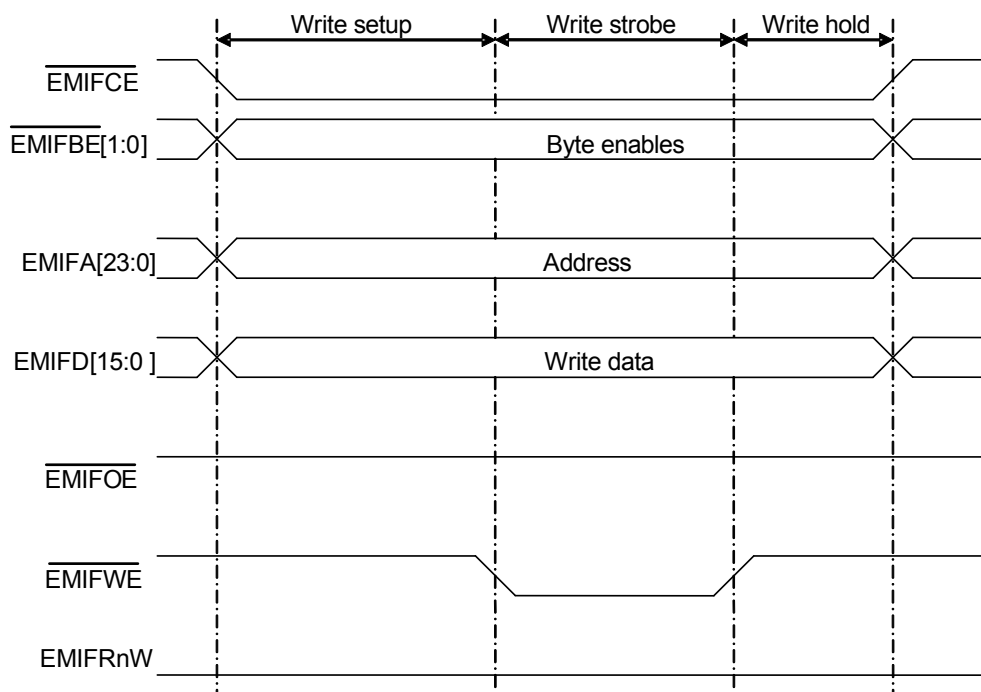 Write setup Write strobe Write hold
EMIFCE
EMIFBE[1:0]
Byte enables
EMIFA[23:0]
Address
EMIFD[15:0 ]
Write data
EMIFOE
EMIFWE
EMIFRnW